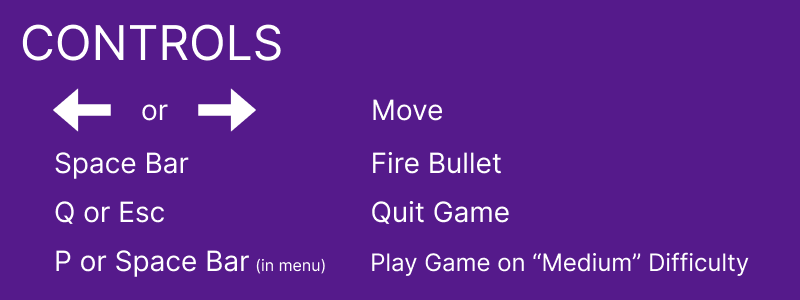 CONTROLS
or Move
Space Bar Fire Bullet
Q or Esc Quit Game
P or Space Bar (in menu) Play Game on “Medium” Difficulty